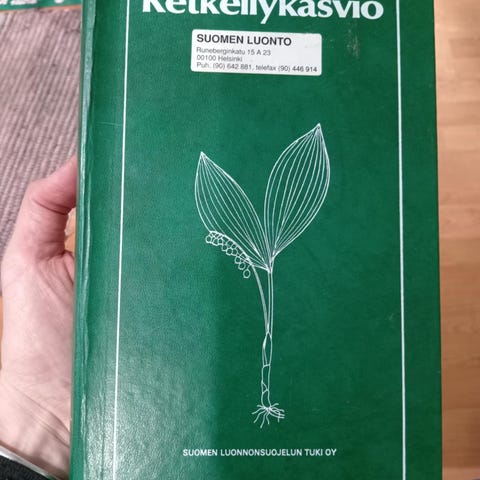 Retkeilykasvio
SUOMEN LUONTO
Runeberginkatu 15 A 23
00100 Helsinki
Puh. (90) 642 881, telefax (90) 446 914
SUOMEN LUONNONSUOJELUN TUKI OY